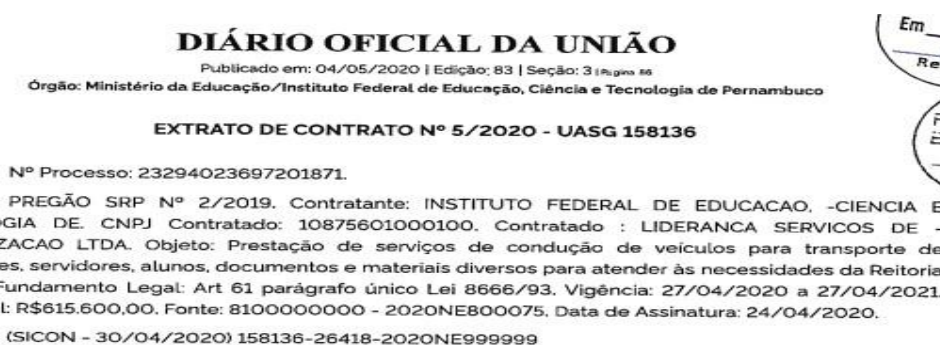 DIÁRIO OFICIAL DA UNIÃO
Em
Publicado em: 04/05/2020 | Edição: 83 | Seção: 3 | Página 86
Re
Órgão: Ministério da Educação/Instituto Federal de Educação, Ciência e Tecnologia de Pernambuco
EXTRATO DE CONTRATO Nº 5/2020 - UASG 158136
Nº Processo: 23294023697201871.
PREGÃO SRP Nº 2/2019. Contratante: INSTITUTO FEDERAL DE EDUCACAO, -CIENCIA E
OGIA DE. CNPJ Contratado: 10875601000100. Contratado : LIDERANCA SERVICOS DE -
ZACAO LTDA. Objeto: Prestação de serviços de condução de veículos para transporte de
es, servidores, alunos, documentos e materiais diversos para atender às necessidades da Reitoria
Fundamento Legal: Art 61 parágrafo único Lei 8666/93. Vigência: 27/04/2020 a 27/04/2021.
l: R$615.600,00. Fonte: 8100000000 - 2020NE800075. Data de Assinatura: 24/04/2020.
(SICON - 30/04/2020) 158136-26418-2020NE999999